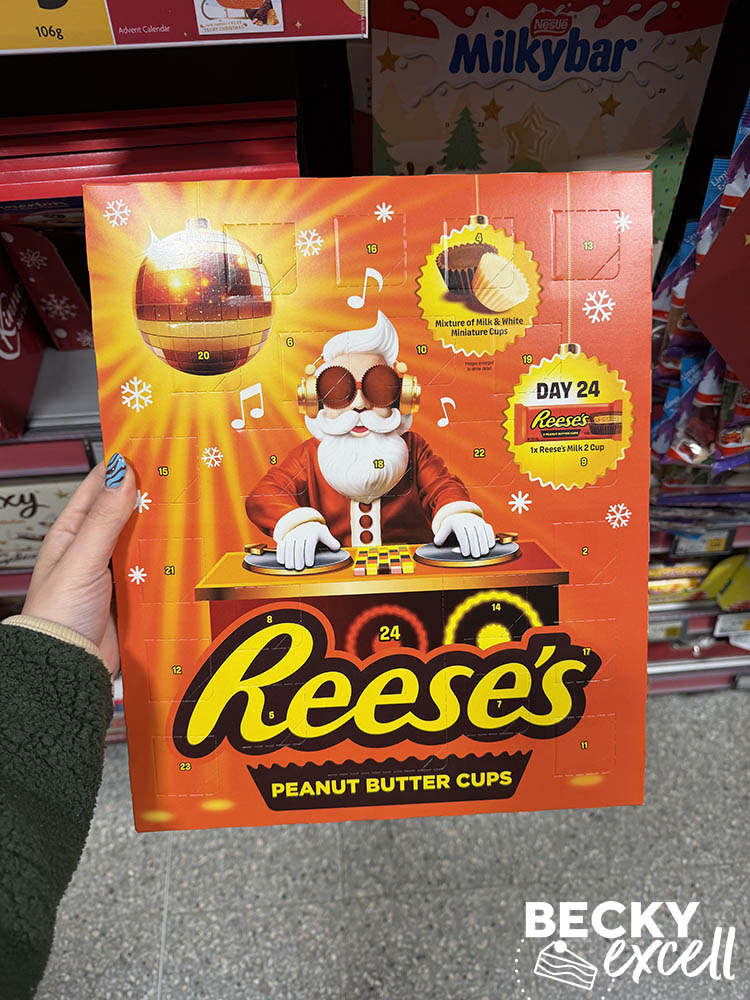 106g
Advent Calendar
Nestlé
Milkybar
1
16
4
13
Mixture of Milk & White
Miniature Cups
20
6
10
19
DAY 24
Reese's
1x Reese's Milk 2 Cup
9
15
3
18
22
21
2
8
24
14
Reese's
12
17
5
7
PEANUT BUTTER CUPS
23
11
BECKY
excell